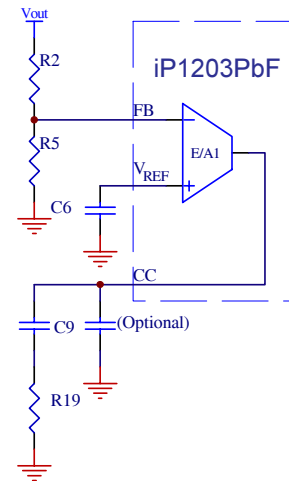 Vout
R2
iP1203PbF
FB
R5
E/A1
VREF
C6
CC
C9
(Optional)
R19